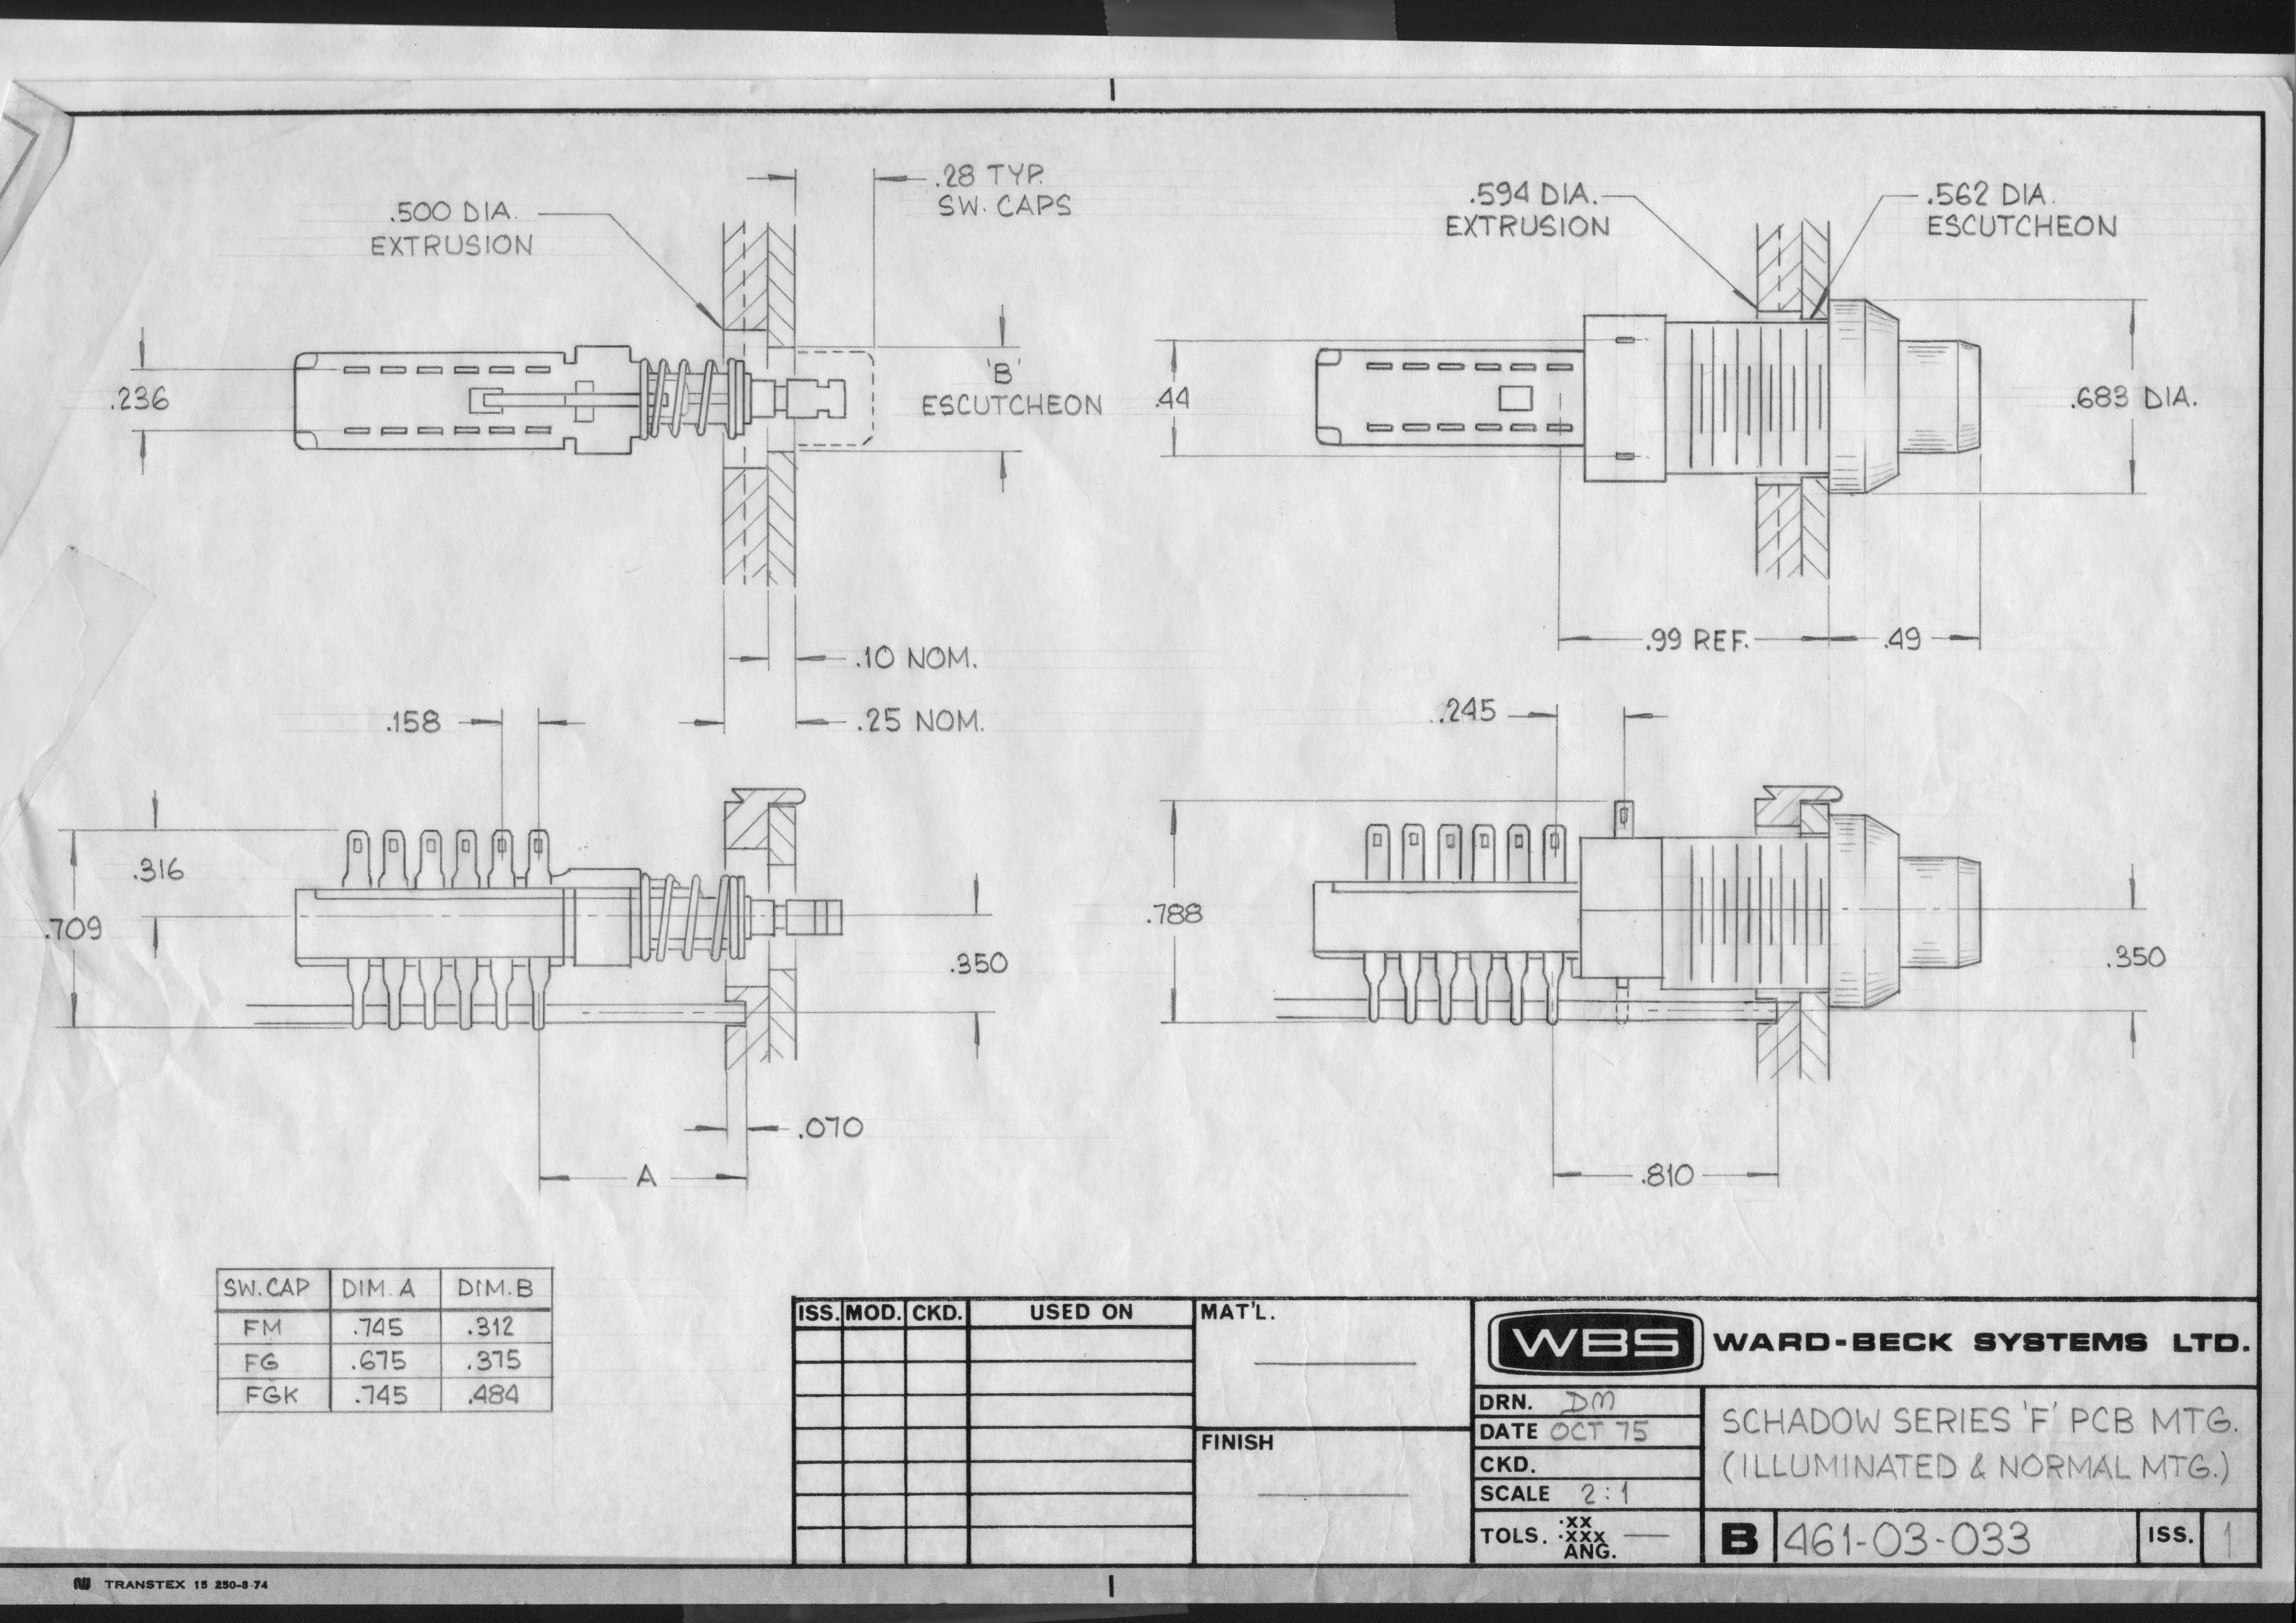 .500 DIA.
EXTRUSION
.28 TYP.
SW. CAPS
.594 DIA.
EXTRUSION
.562 DIA.
ESCUTCHEON
.236
'B'
ESCUTCHEON
.44
.683 DIA.
.10 NOM.
.25 NOM.
.99 REF.
.49
.158
.245
.316
.709
.350
.788
.350
.070
A
.810
SW. CAP DIM. A DIM. B
FM .745 .312
FG .675 .375
FGK .745 .484
ISS. MOD. CKD. USED ON
MAT'L.
FINISH
WBS WARD-BECK SYSTEMS LTD.
DRN. DM
DATE OCT 75
CKD.
SCALE 2:1
TOLS. .XX
.XXX
ANG.
SCHADOW SERIES 'F' PCB MTG.
(ILLUMINATED & NORMAL MTG.)
B 461-03-033 ISS. 1
TRANSTEX 15 250-8-74